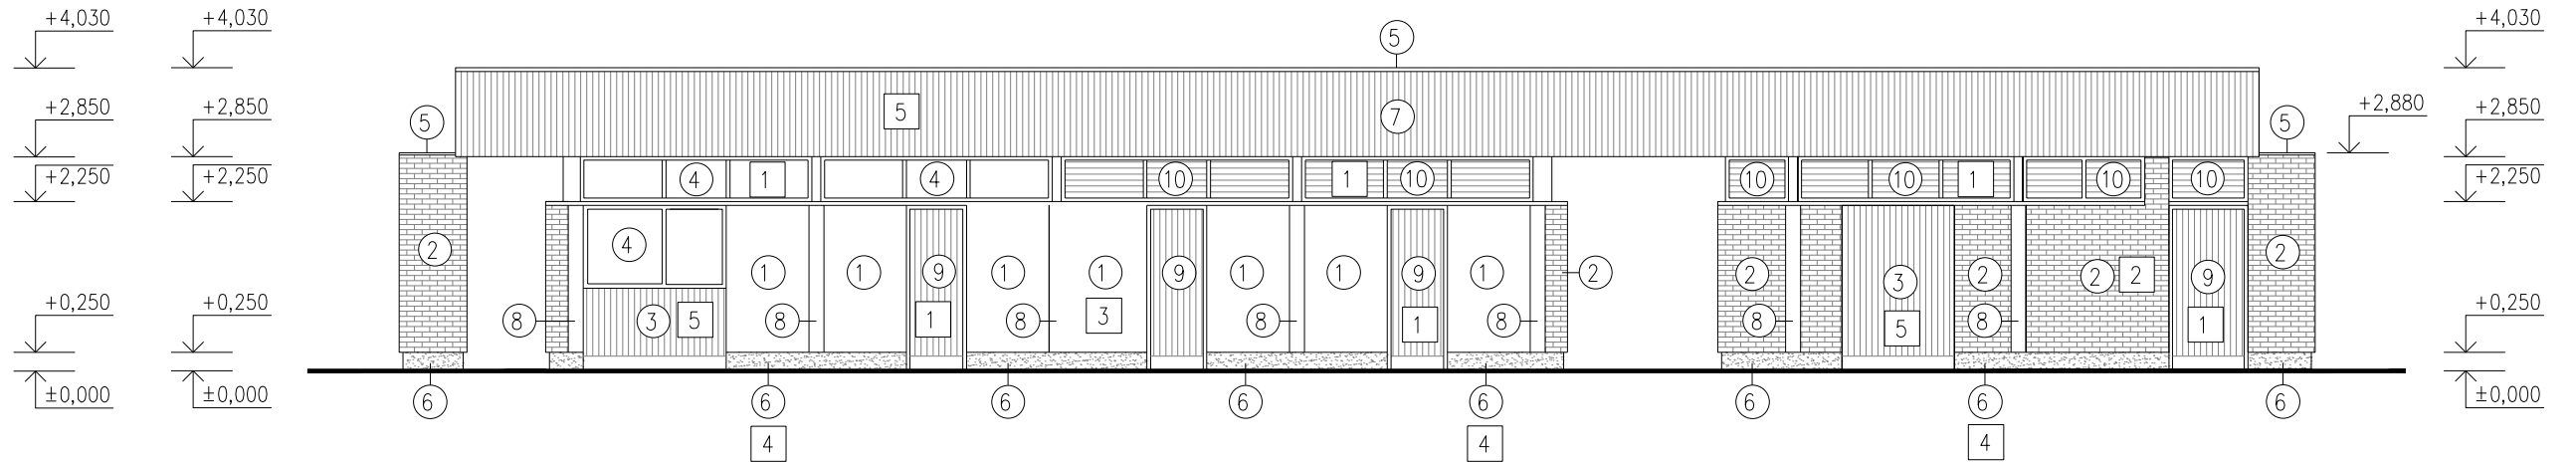 +4,030 +4,030 +4,030
5
+2,850 +2,850 5 5 7 +2,880 +2,850 5
+2,250 +2,250 4 1 4 10 1 10 10 10 1 10 10 +2,250
2 4 2
1 1 9 1 1 9 1 9 1 2 2 3 2 2 2 9
1
+0,250 +0,250 8 3 5 8 1 8 3 8 1 8 8 5 8 1 +0,250
±0,000 ±0,000 6 6 6 6 6 6 6 6 ±0,000
4 4 4